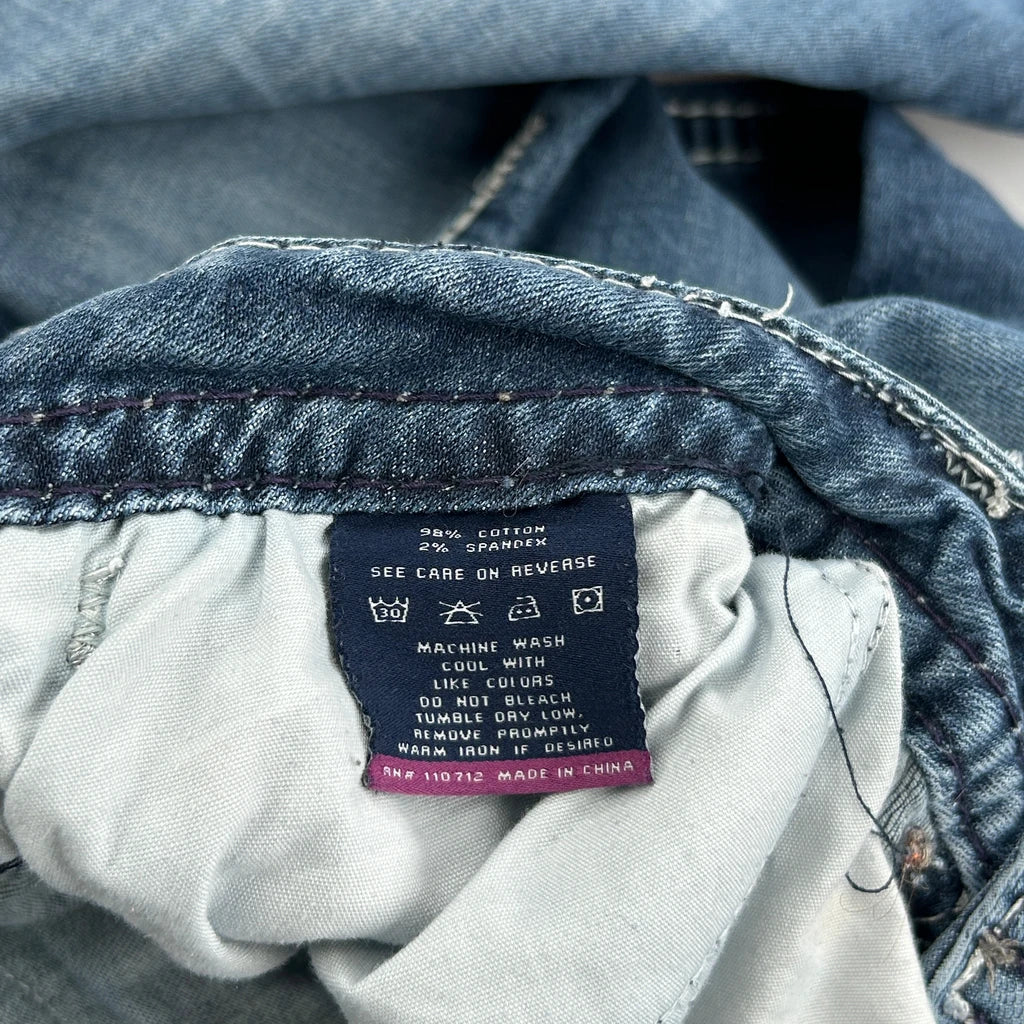 98% COTTON
2% SPANDEX
SEE CARE ON REVERSE
30
MACHINE WASH
COOL WITH
LIKE COLORS
DO NOT BLEACH
TUMBLE DRY LOW,
REMOVE PROMPTLY
WARM IRON IF DESIRED
RN# 110712 MADE IN CHINA